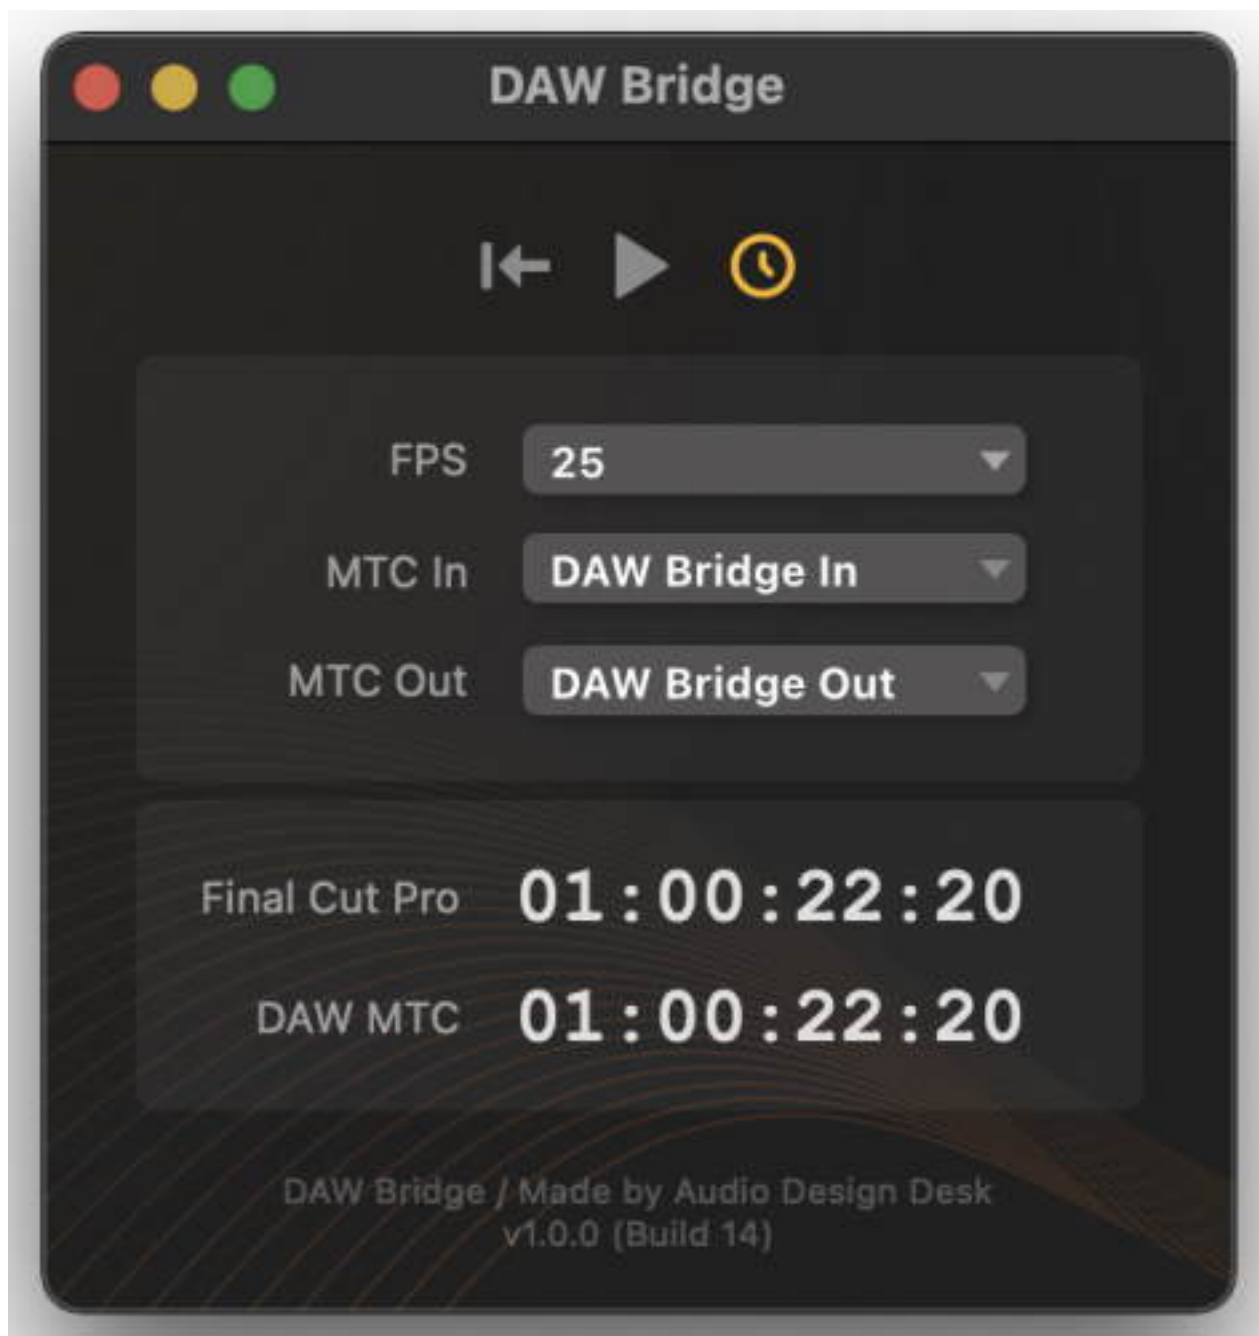 DAW Bridge
FPS 25
MTC In DAW Bridge In
MTC Out DAW Bridge Out
Final Cut Pro 01:00:22:20
DAW MTC 01:00:22:20
DAW Bridge / Made by Audio Design Desk
v1.0.0 (Build 14)